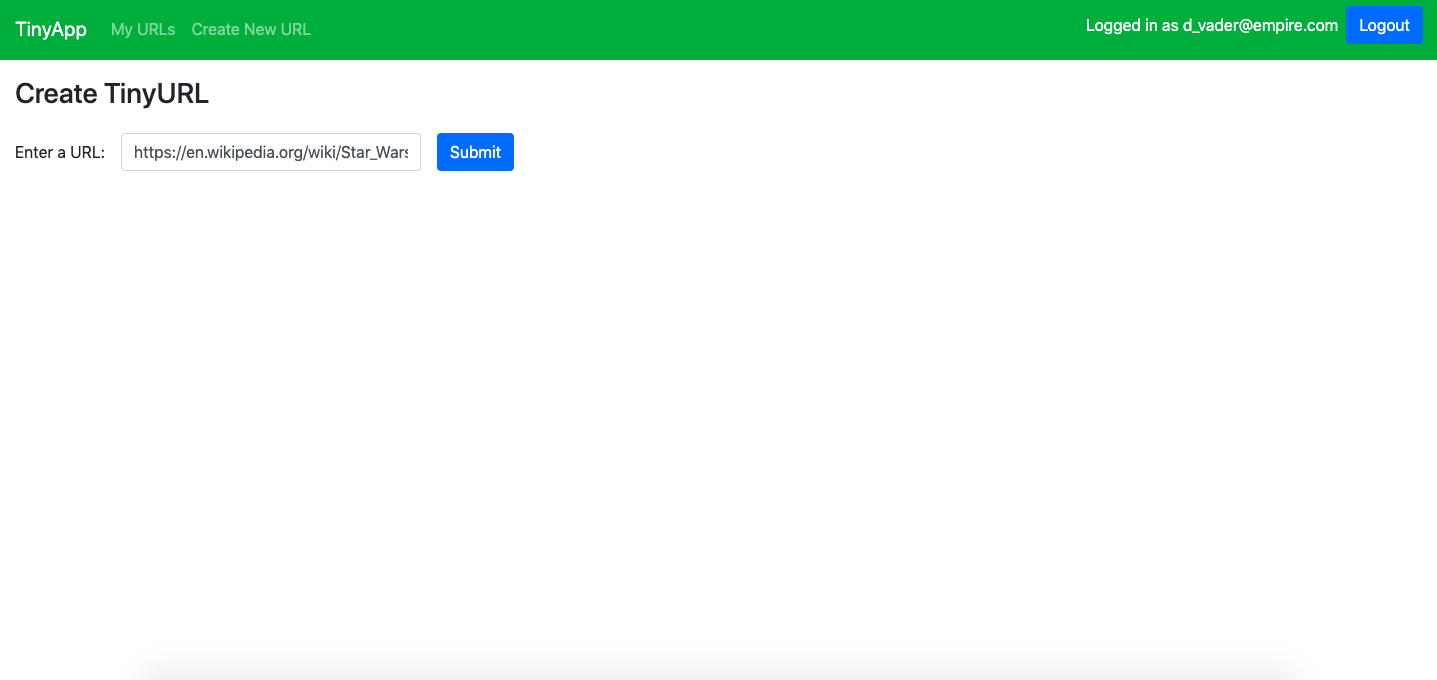 TinyApp My URLs Create New URL Logged in as d_vader@empire.com Logout
Create TinyURL
Enter a URL: https://en.wikipedia.org/wiki/Star_Wars Submit